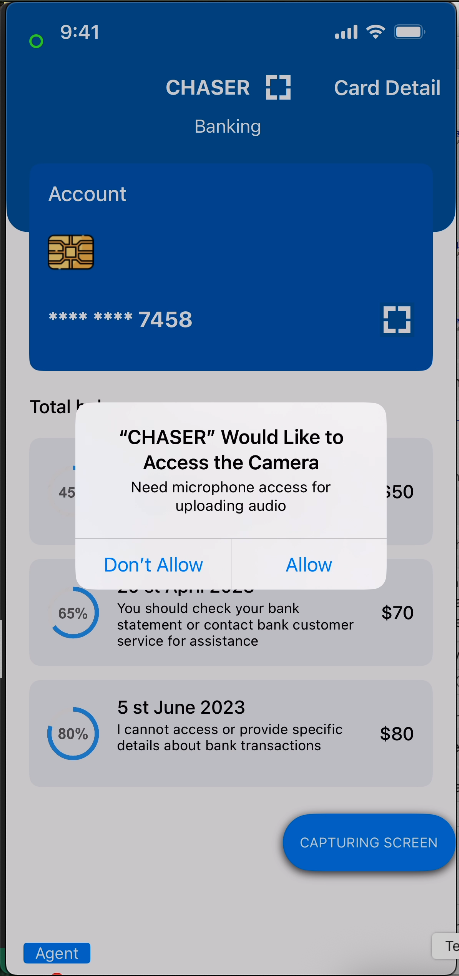 9:41
CHASER
Card Detail
Banking
Account
**** **** 7458
Total
“CHASER” Would Like to
Access the Camera
Need microphone access for
uploading audio
Don’t Allow
Allow
45
$50
20 st April 2023
65%
You should check your bank
statement or contact bank customer
service for assistance
$70
5 st June 2023
80%
I cannot access or provide specific
details about bank transactions
$80
CAPTURING SCREEN
Agent
Te